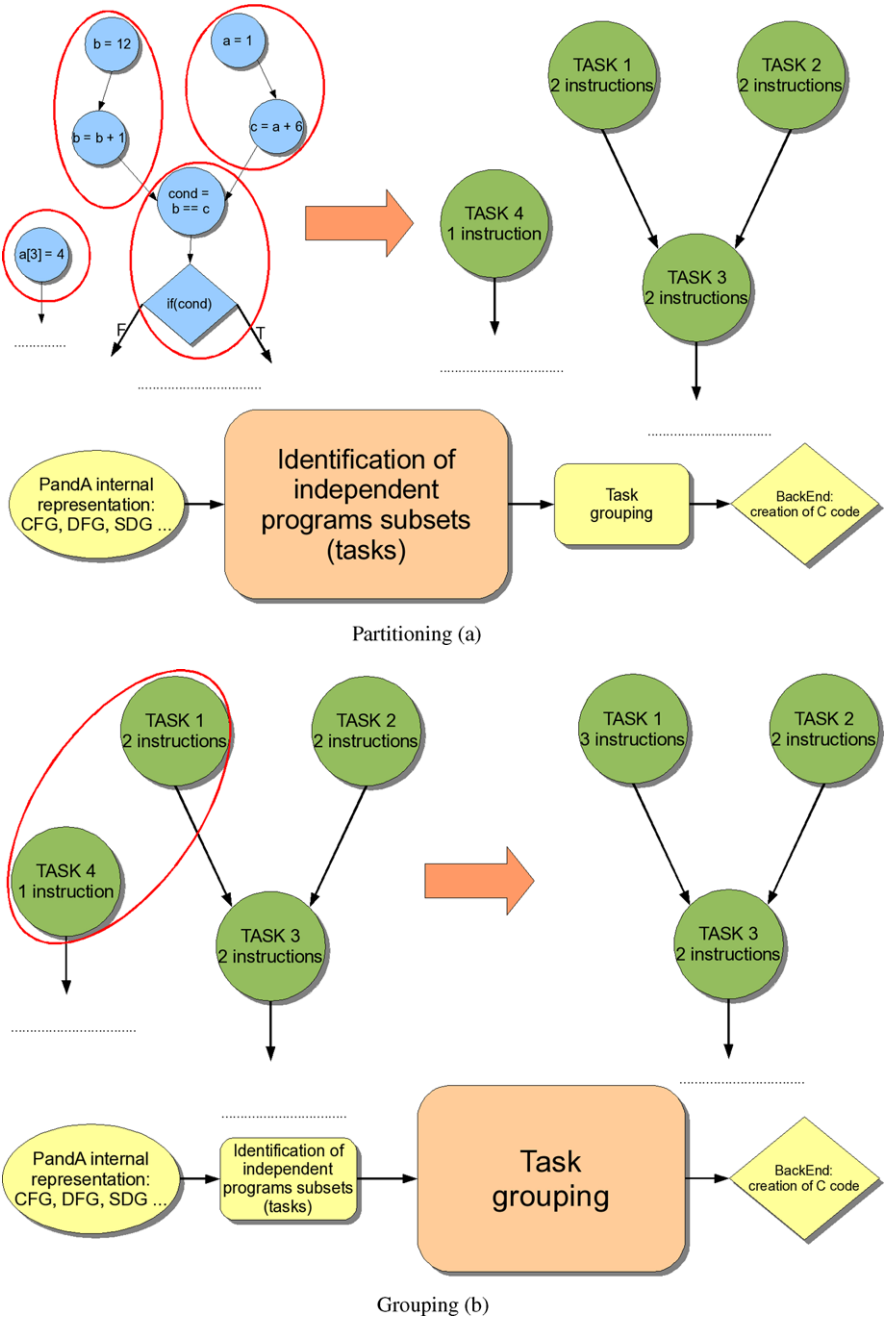 b = 12
a = 1
b = b + 1
c = a + 6
cond =
b == c
a[3] = 4
if(cond)
F
T
TASK 1
2 instructions
TASK 2
2 instructions
TASK 4
1 instruction
TASK 3
2 instructions
PandA internal
representation:
CFG, DFG, SDG ...
Identification of
independent
programs subsets
(tasks)
Task
grouping
BackEnd:
creation of C code
Partitioning (a)
TASK 1
2 instructions
TASK 2
2 instructions
TASK 4
1 instruction
TASK 3
2 instructions
TASK 1
3 instructions
TASK 2
2 instructions
TASK 3
2 instructions
PandA internal
representation:
CFG, DFG, SDG ...
Identification of
independent
programs subsets
(tasks)
Task
grouping
BackEnd:
creation of C code
Grouping (b)